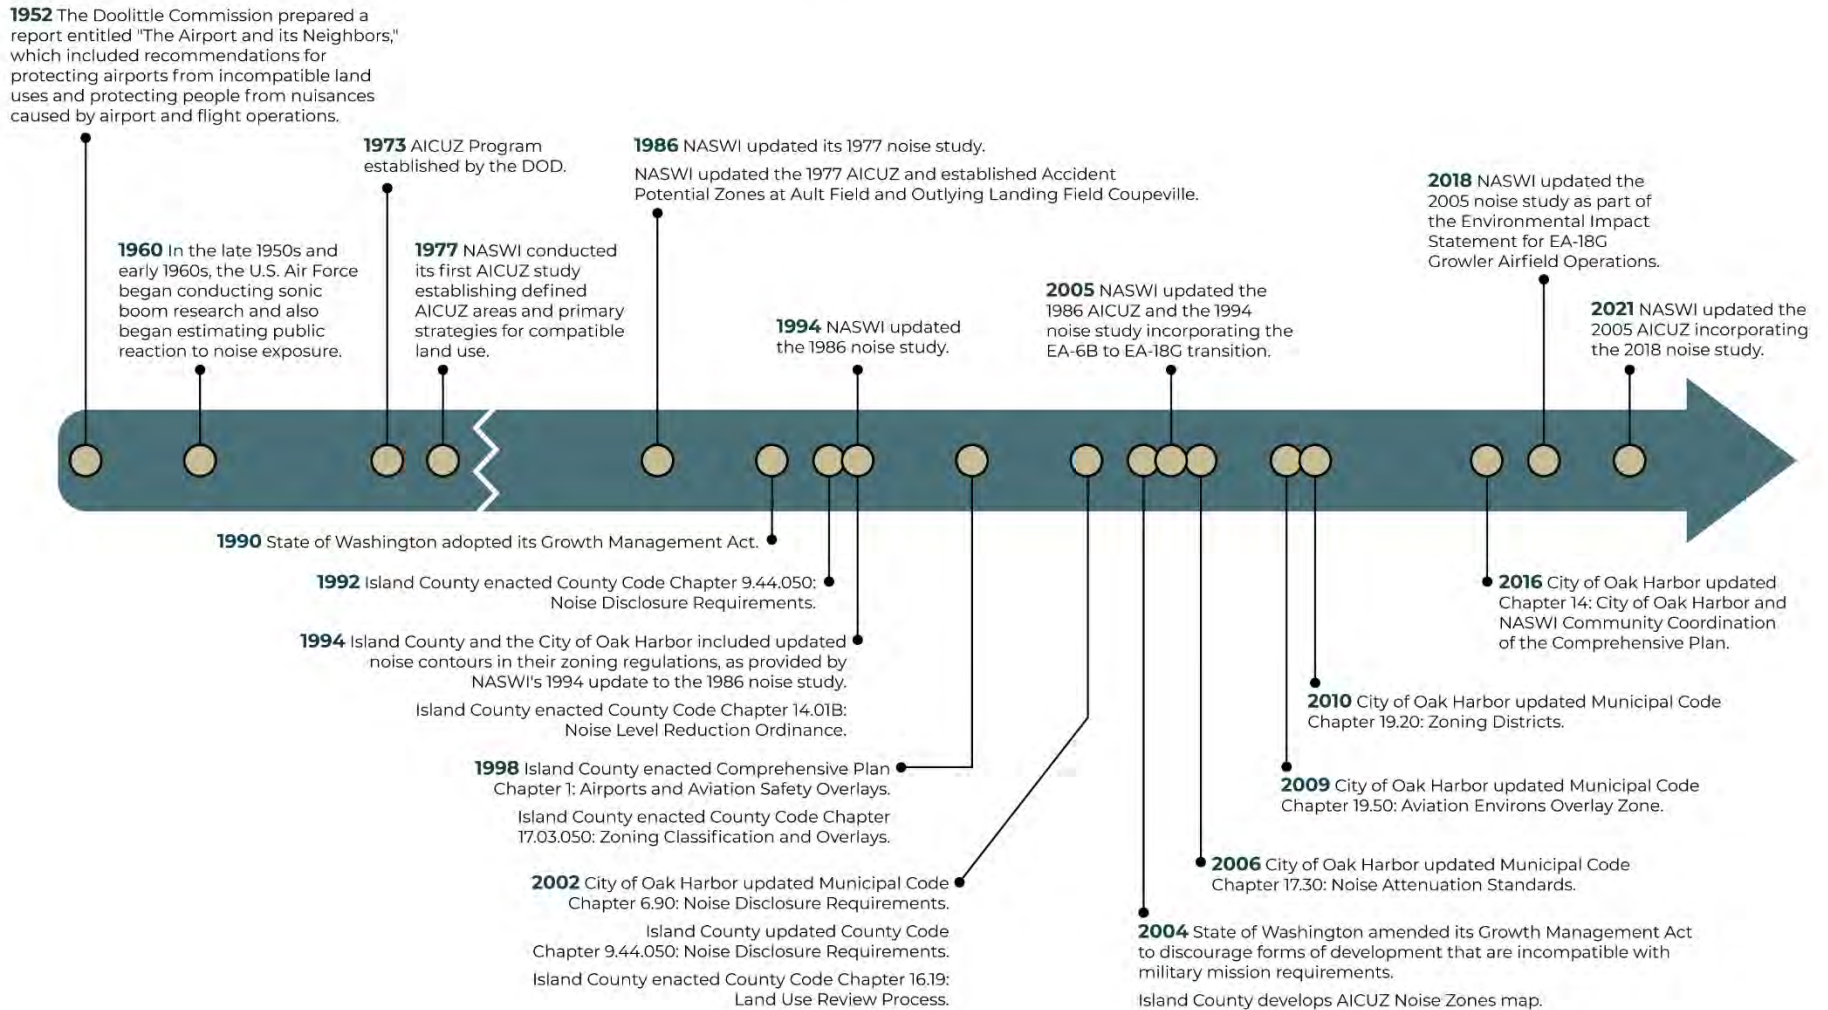 1952 The Doolittle Commission prepared a
report entitled "The Airport and its Neighbors,"
which included recommendations for
protecting airports from incompatible land
uses and protecting people from nuisances
caused by airport and flight operations.
1960 In the late 1950s and
early 1960s, the U.S. Air Force
began conducting sonic
boom research and also
began estimating public
reaction to noise exposure.
1973 AICUZ Program
established by the DOD.
1977 NASWI conducted
its first AICUZ study
establishing defined
AICUZ areas and primary
strategies for compatible
land use.
1986 NASWI updated its 1977 noise study.
NASWI updated the 1977 AICUZ and established Accident
Potential Zones at Ault Field and Outlying Landing Field Coupeville.
1994 NASWI updated
the 1986 noise study.
2005 NASWI updated the
1986 AICUZ and the 1994
noise study incorporating the
EA-6B to EA-18G transition.
2018 NASWI updated the
2005 noise study as part of
the Environmental Impact
Statement for EA-18G
Growler Airfield Operations.
2021 NASWI updated the
2005 AICUZ incorporating
the 2018 noise study.
1990 State of Washington adopted its Growth Management Act.
1992 Island County enacted County Code Chapter 9.44.050:
Noise Disclosure Requirements.
1994 Island County and the City of Oak Harbor included updated
noise contours in their zoning regulations, as provided by
NASWI's 1994 update to the 1986 noise study.
Island County enacted County Code Chapter 14.01B:
Noise Level Reduction Ordinance.
1998 Island County enacted Comprehensive Plan
Chapter 1: Airports and Aviation Safety Overlays.
Island County enacted County Code Chapter
17.03.050: Zoning Classification and Overlays.
2002 City of Oak Harbor updated Municipal Code
Chapter 6.90: Noise Disclosure Requirements.
Island County updated County Code
Chapter 9.44.050: Noise Disclosure Requirements.
Island County enacted County Code Chapter 16.19:
Land Use Review Process.
2004 State of Washington amended its Growth Management Act
to discourage forms of development that are incompatible with
military mission requirements.
Island County develops AICUZ Noise Zones map.
2006 City of Oak Harbor updated Municipal Code
Chapter 17.30: Noise Attenuation Standards.
2009 City of Oak Harbor updated Municipal Code
Chapter 19.50: Aviation Environs Overlay Zone.
2010 City of Oak Harbor updated Municipal Code
Chapter 19.20: Zoning Districts.
2016 City of Oak Harbor updated
Chapter 14: City of Oak Harbor and
NASWI Community Coordination
of the Comprehensive Plan.